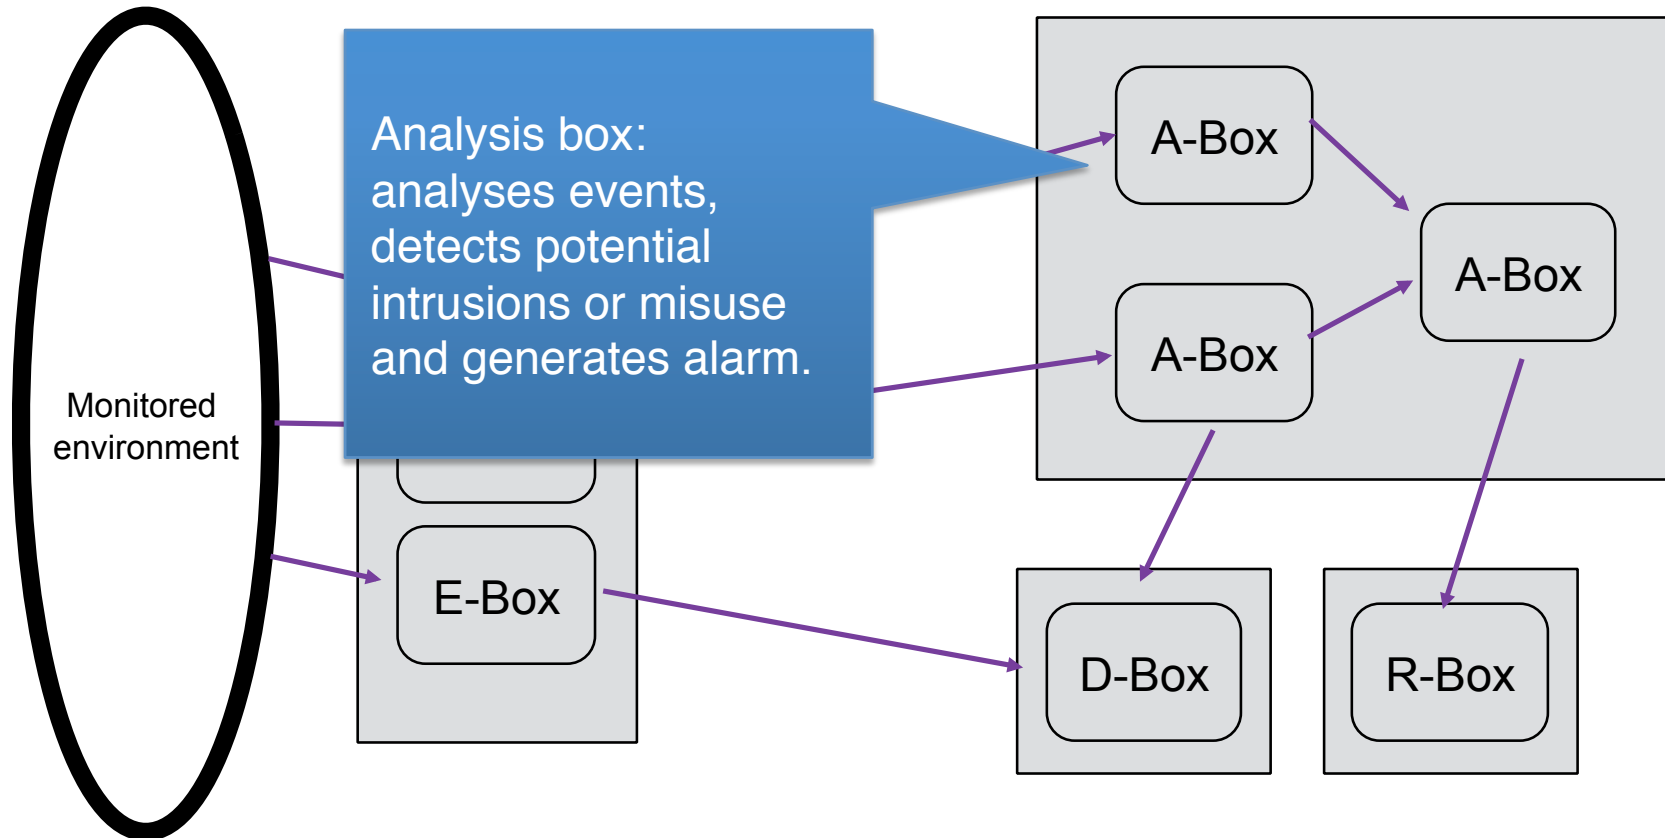 Analysis box:
analyses events,
detects potential
intrusions or misuse
and generates alarm.
A-Box
A-Box
A-Box
Monitored
environment
E-Box
D-Box
R-Box